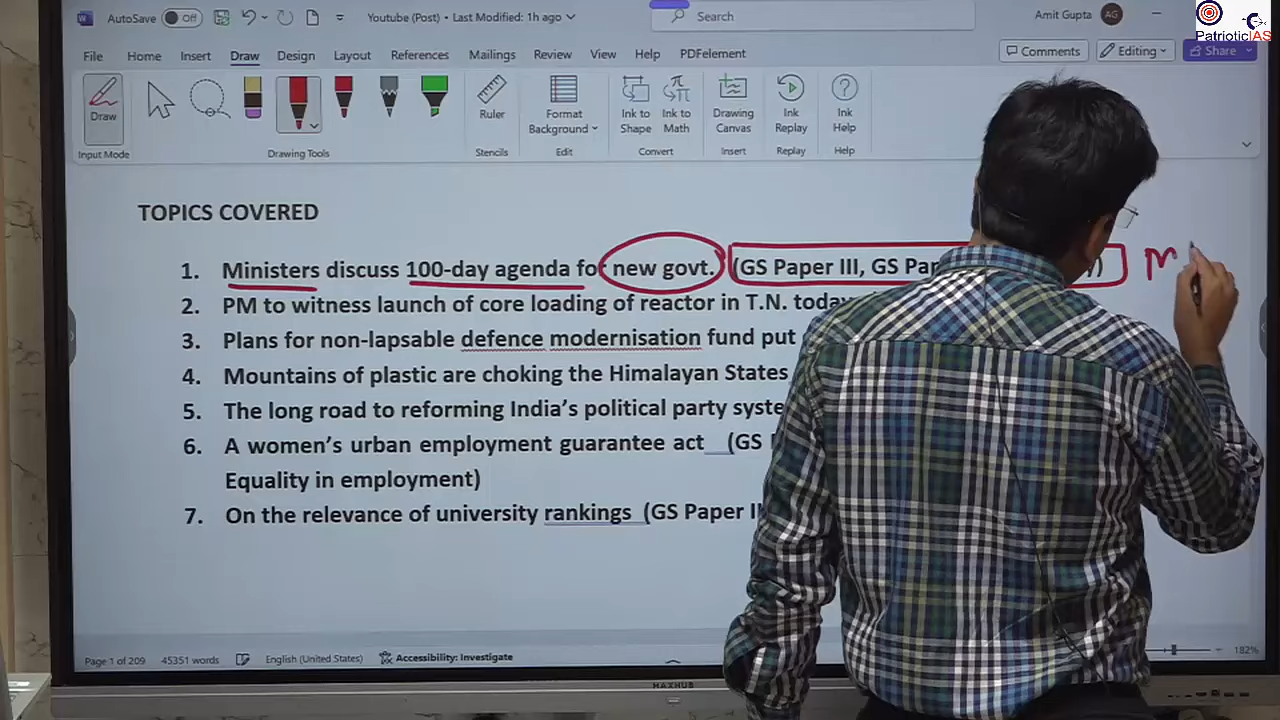 AutoSave Off Youtube (Post) • Last Modified: 1h ago Search Amit Gupta AG
PatrioticIAS
File Home Insert Draw Design Layout References Mailings Review View Help PDFelement Comments Editing Share
Draw Ruler Format Background Ink to Shape Ink to Math Drawing Canvas Ink Replay Ink Help
Input Mode Drawing Tools Stencils Edit Convert Insert Replay Help
TOPICS COVERED
1. Ministers discuss 100-day agenda for new govt. (GS Paper III, GS
2. PM to witness launch of core loading of reactor in T.N.
3. Plans for non-lapsable defence modernisation fund put
4. Mountains of plastic are choking the Himalayan States
5. The long road to reforming India's political party
6. A women's urban employment guarantee act (GS
Equality in employment)
7. On the relevance of university rankings (GS Paper
Page 1 of 209 45351 words English (United States) Accessibility: Investigate 182%
MAXHUB